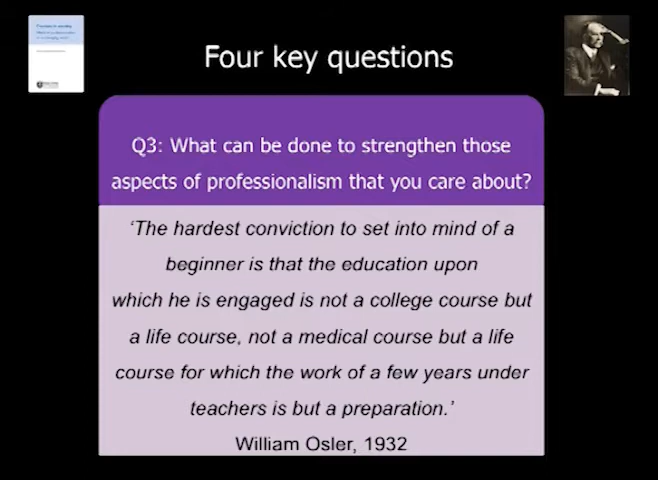 Four key questions
Q3: What can be done to strengthen those
aspects of professionalism that you care about?
‘The hardest conviction to set into mind of a
beginner is that the education upon
which he is engaged is not a college course but
a life course, not a medical course but a life
course for which the work of a few years under
teachers is but a preparation.’
William Osler, 1932